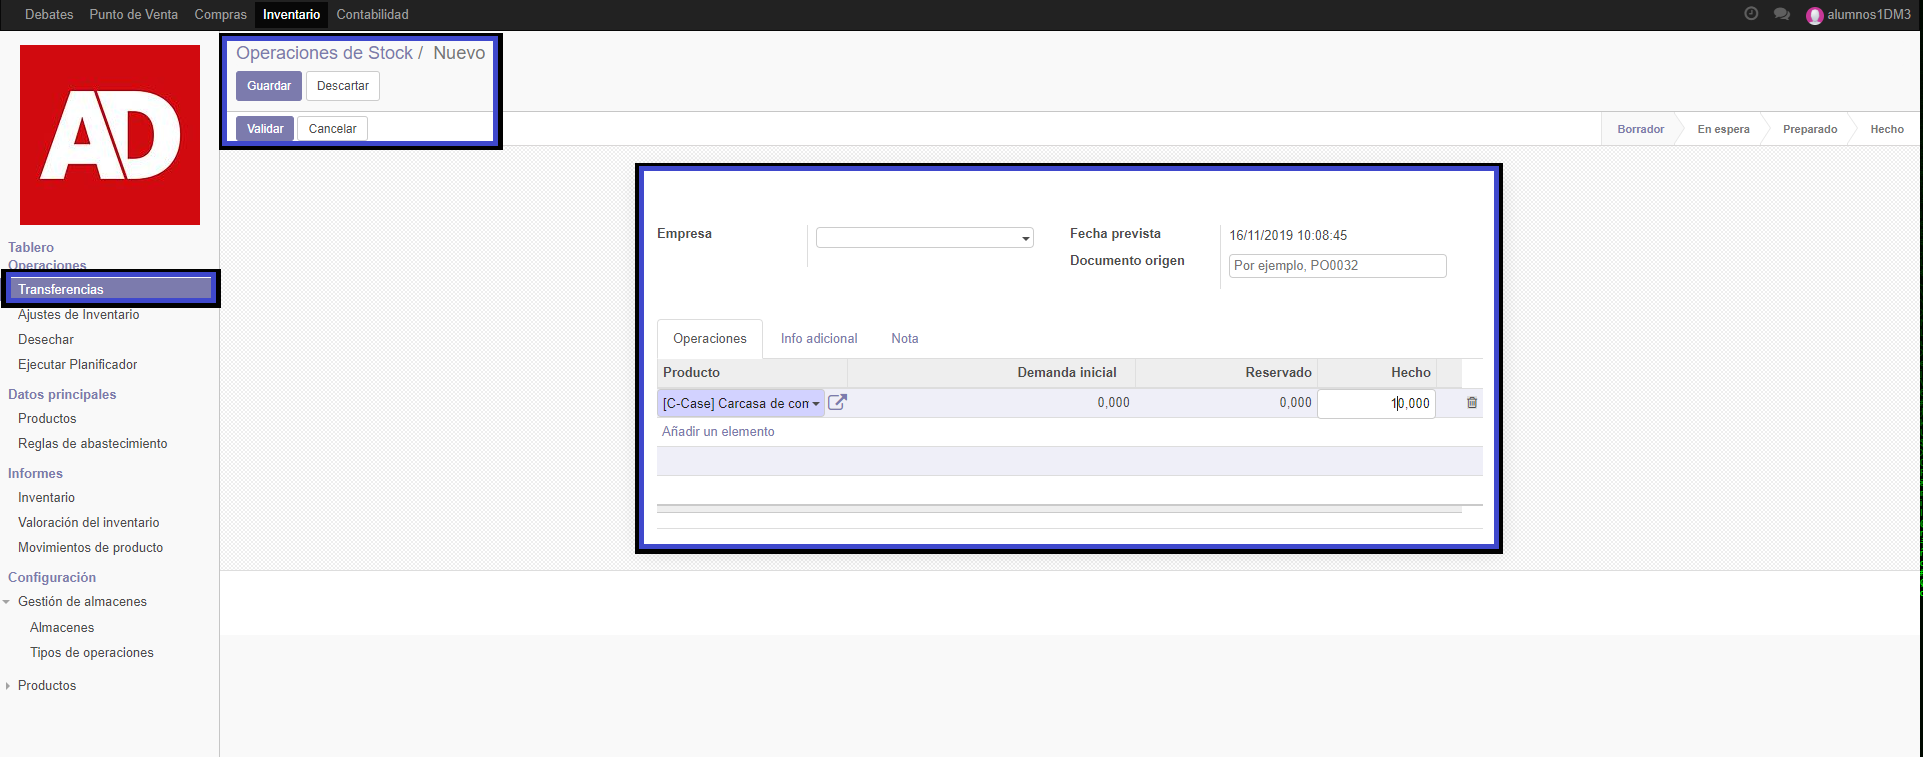 Debates Punto de Venta Compras Inventario Contabilidad alumnos1DM3
AD
Operaciones de Stock / Nuevo
Guardar Descartar
Validar Cancelar
Borrador En espera Preparado Hecho
Tablero
Operaciones
Transferencias
Ajustes de Inventario
Desechar
Ejecutar Planificador
Datos principales
Productos
Reglas de abastecimiento
Informes
Inventario
Valoración del inventario
Movimientos de producto
Configuración
Gestión de almacenes
Almacenes
Tipos de operaciones
Productos
Empresa
Fecha prevista 16/11/2019 10:08:45
Documento origen Por ejemplo, PO0032
Operaciones Info adicional Nota
Producto Demanda inicial Reservado Hecho
[C-Case] Carcasa de com 0,000 0,000 10,000
Añadir un elemento